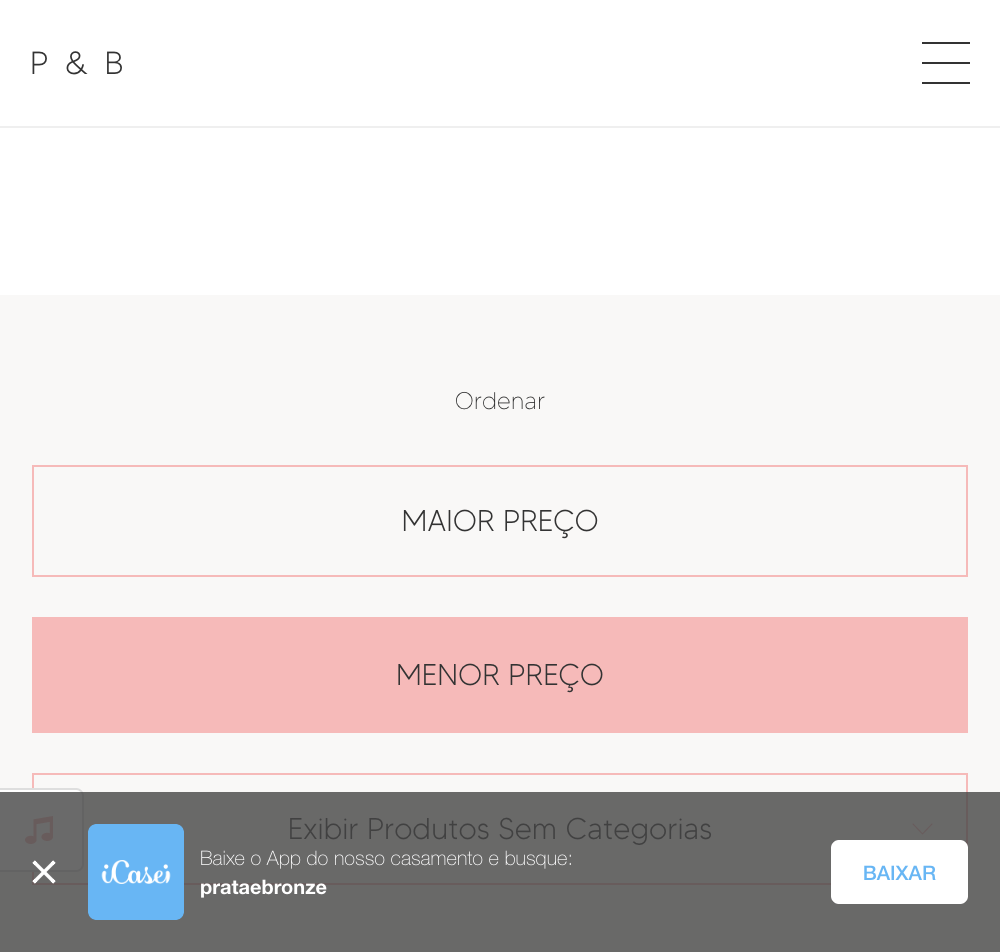 P & B
Ordenar
MAIOR PREÇO
MENOR PREÇO
Exibir Produtos Sem Categorias
iCasei
Baixe o App do nosso casamento e busque:
prataebronze
BAIXAR